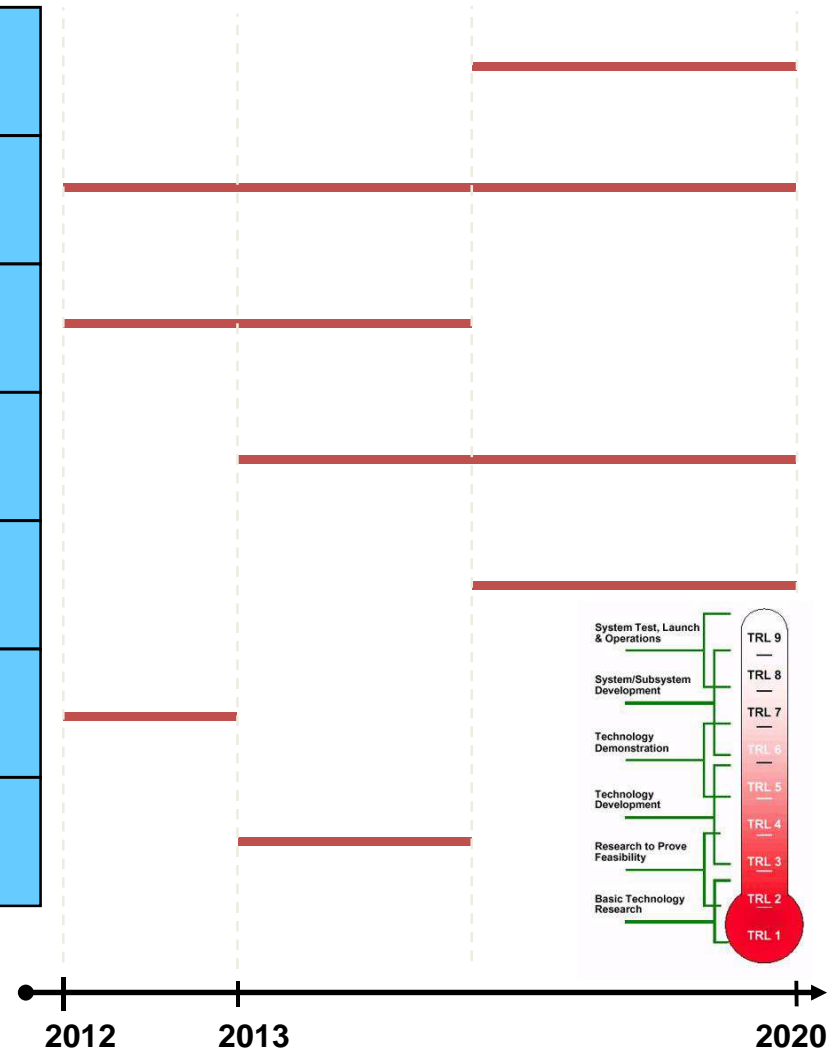 System Test, Launch
& Operations
System/Subsystem
Development
Technology
Demonstration
Technology
Development
Research to Prove
Feasibility
Basic Technology
Research
TRL 9
TRL 8
TRL 7
TRL 6
TRL 5
TRL 4
TRL 3
TRL 2
TRL 1
2012
2013
2020